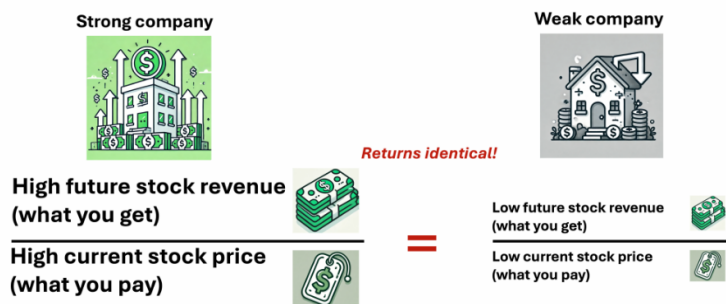 Strong company
Weak company
Returns identical!
High future stock revenue
(what you get)
High current stock price
(what you pay)
=
Low future stock revenue
(what you get)
Low current stock price
(what you pay)